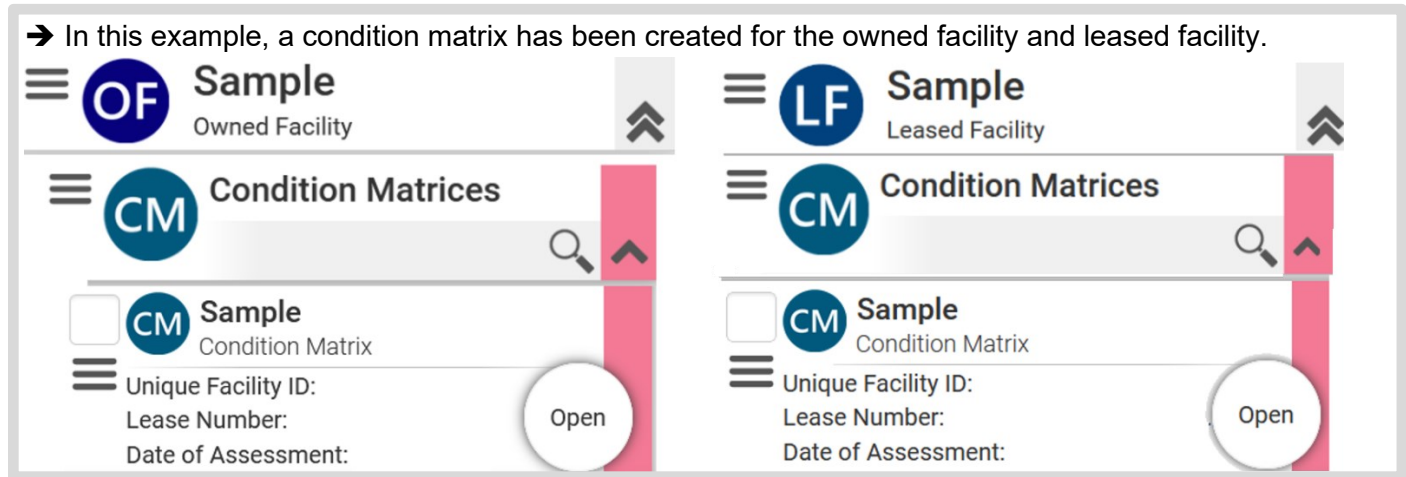 ➔ In this example, a condition matrix has been created for the owned facility and leased facility.
OF Sample
Owned Facility
CM Condition Matrices
CM Sample
Condition Matrix
Unique Facility ID:
Lease Number:
Date of Assessment:
Open
LF Sample
Leased Facility
CM Condition Matrices
CM Sample
Condition Matrix
Unique Facility ID:
Lease Number:
Date of Assessment:
Open